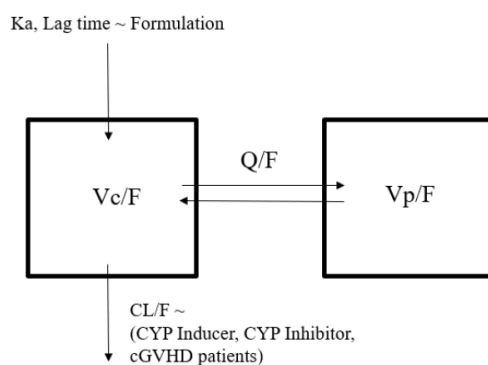 Ka, Lag time ~ Formulation
Q/F
Vc/F
Vp/F
CL/F ~
(CYP Inducer, CYP Inhibitor,
cGVHD patients)